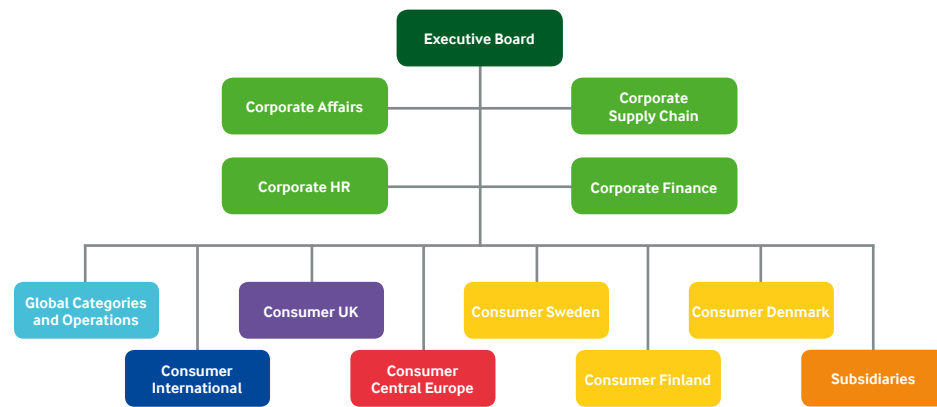 Executive Board
Corporate Affairs
Corporate
Supply Chain
Corporate HR
Corporate Finance
Global Categories
and Operations
Consumer UK
Consumer Sweden
Consumer Denmark
Consumer
International
Consumer
Central Europe
Consumer Finland
Subsidiaries